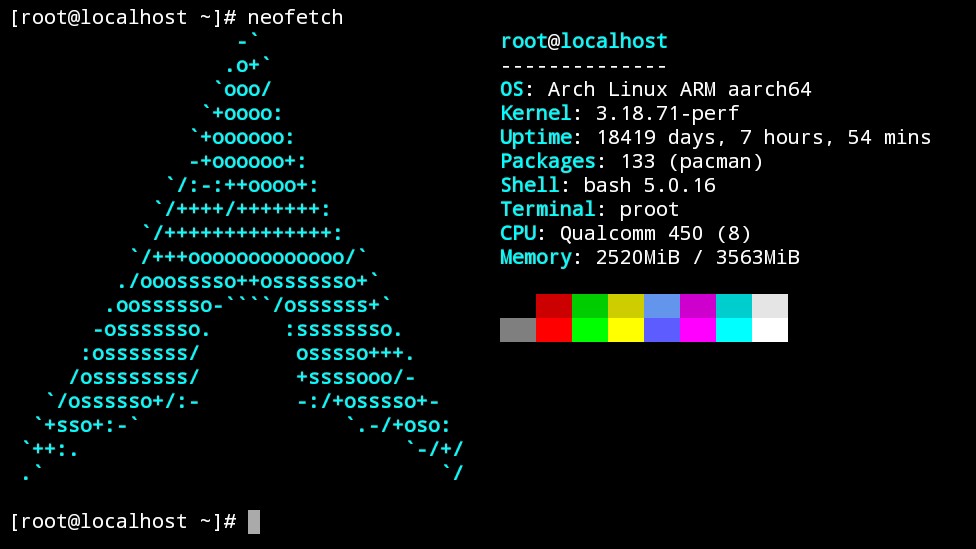 [root@localhost ~]# neofetch
                   -`                    root@localhost
                  .o+`                   --------------
                 `ooo/                   OS: Arch Linux ARM aarch64
                `+oooo:                  Kernel: 3.18.71-perf
               `+oooooo:                 Uptime: 18419 days, 7 hours, 54 mins
               -+oooooo+:                Packages: 133 (pacman)
             `/:-:++oooo+:               Shell: bash 5.0.16
            `/++++/+++++++:              Terminal: proot
           `/++++++++++++++:             CPU: Qualcomm 450 (8)
          `/+++ooooooooooooo/`           Memory: 2520MiB / 3563MiB
         ./ooosssso++osssssso+`
        .oossssso-````/ossssss+`
       -osssssso.      :ssssssso.
      :osssssss/        osssso+++.
     /ossssssss/        +ssssooo/-
   `/ossssso+/:-        -:/+osssso+-
  `+sso+:-`                 `.-/+oso:
 `++:.                           `-/+/
 .`                                 `/
[root@localhost ~]#